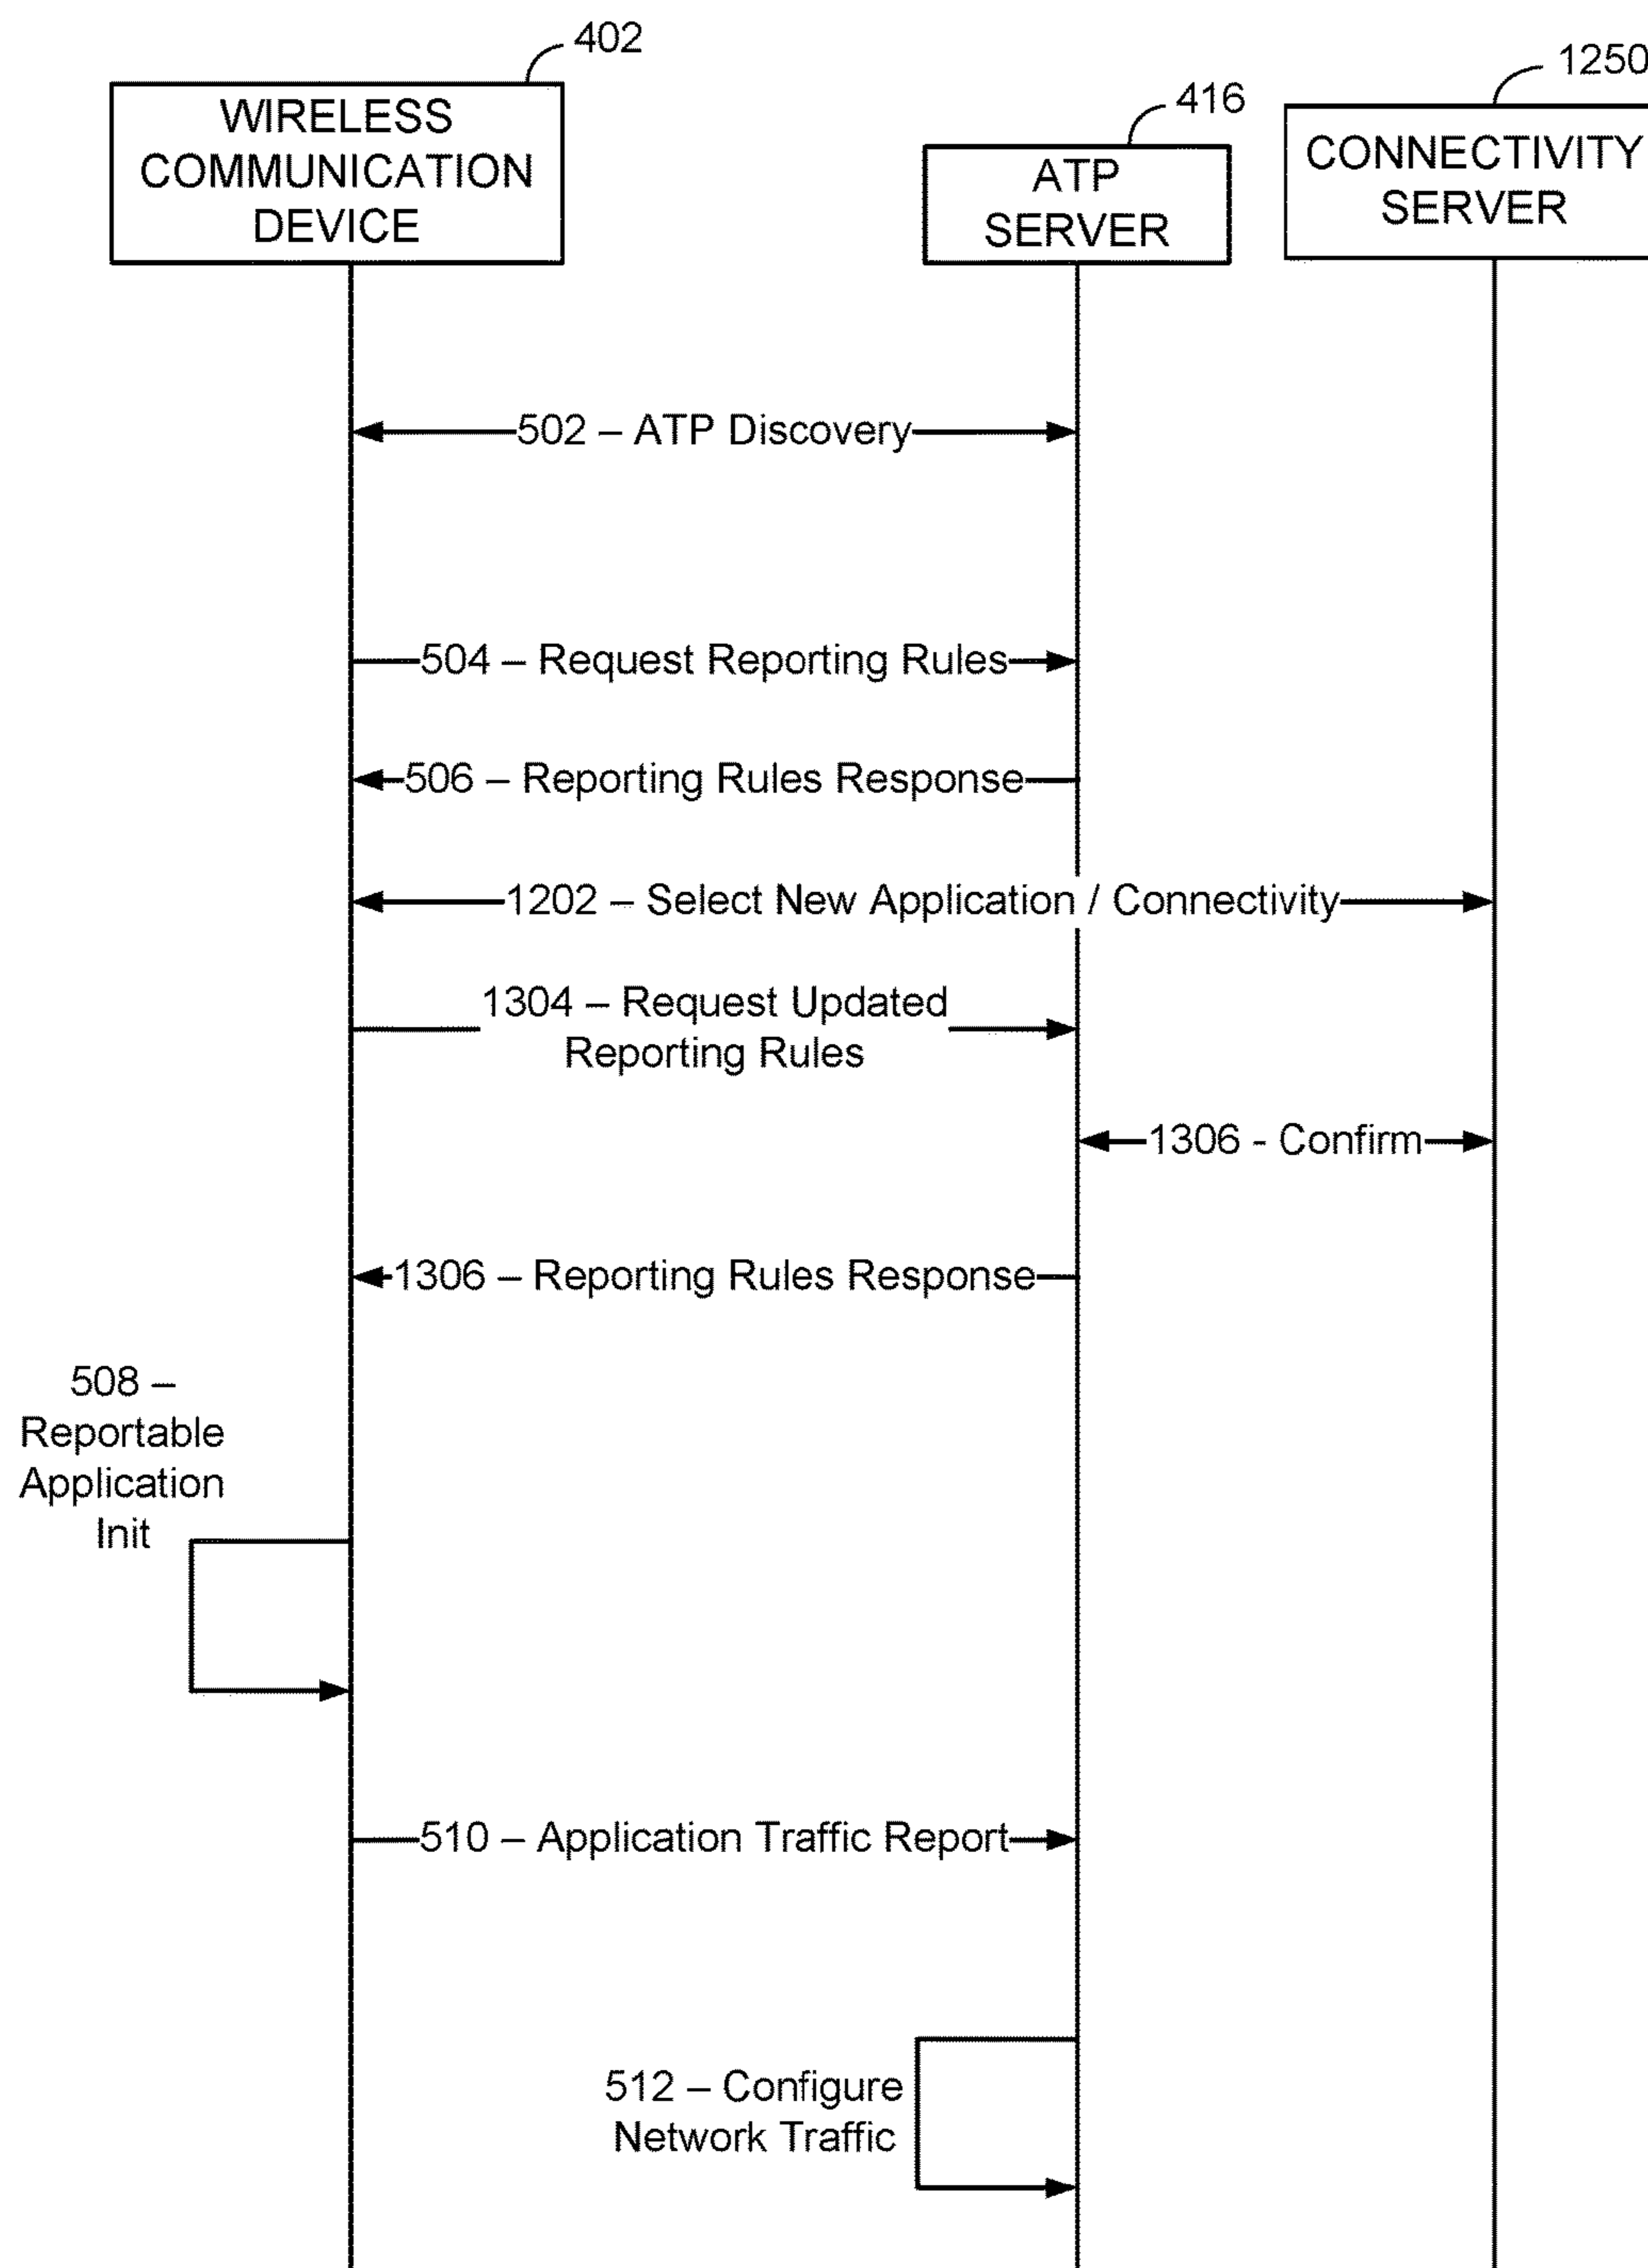 402
WIRELESS
COMMUNICATION
DEVICE
416
ATP
SERVER
1250
CONNECTIVITY
SERVER
502 – ATP Discovery
504 – Request Reporting Rules
506 – Reporting Rules Response
1202 – Select New Application / Connectivity
1304 – Request Updated
Reporting Rules
1306 - Confirm
1306 – Reporting Rules Response
508 –
Reportable
Application
Init
510 – Application Traffic Report
512 – Configure
Network Traffic